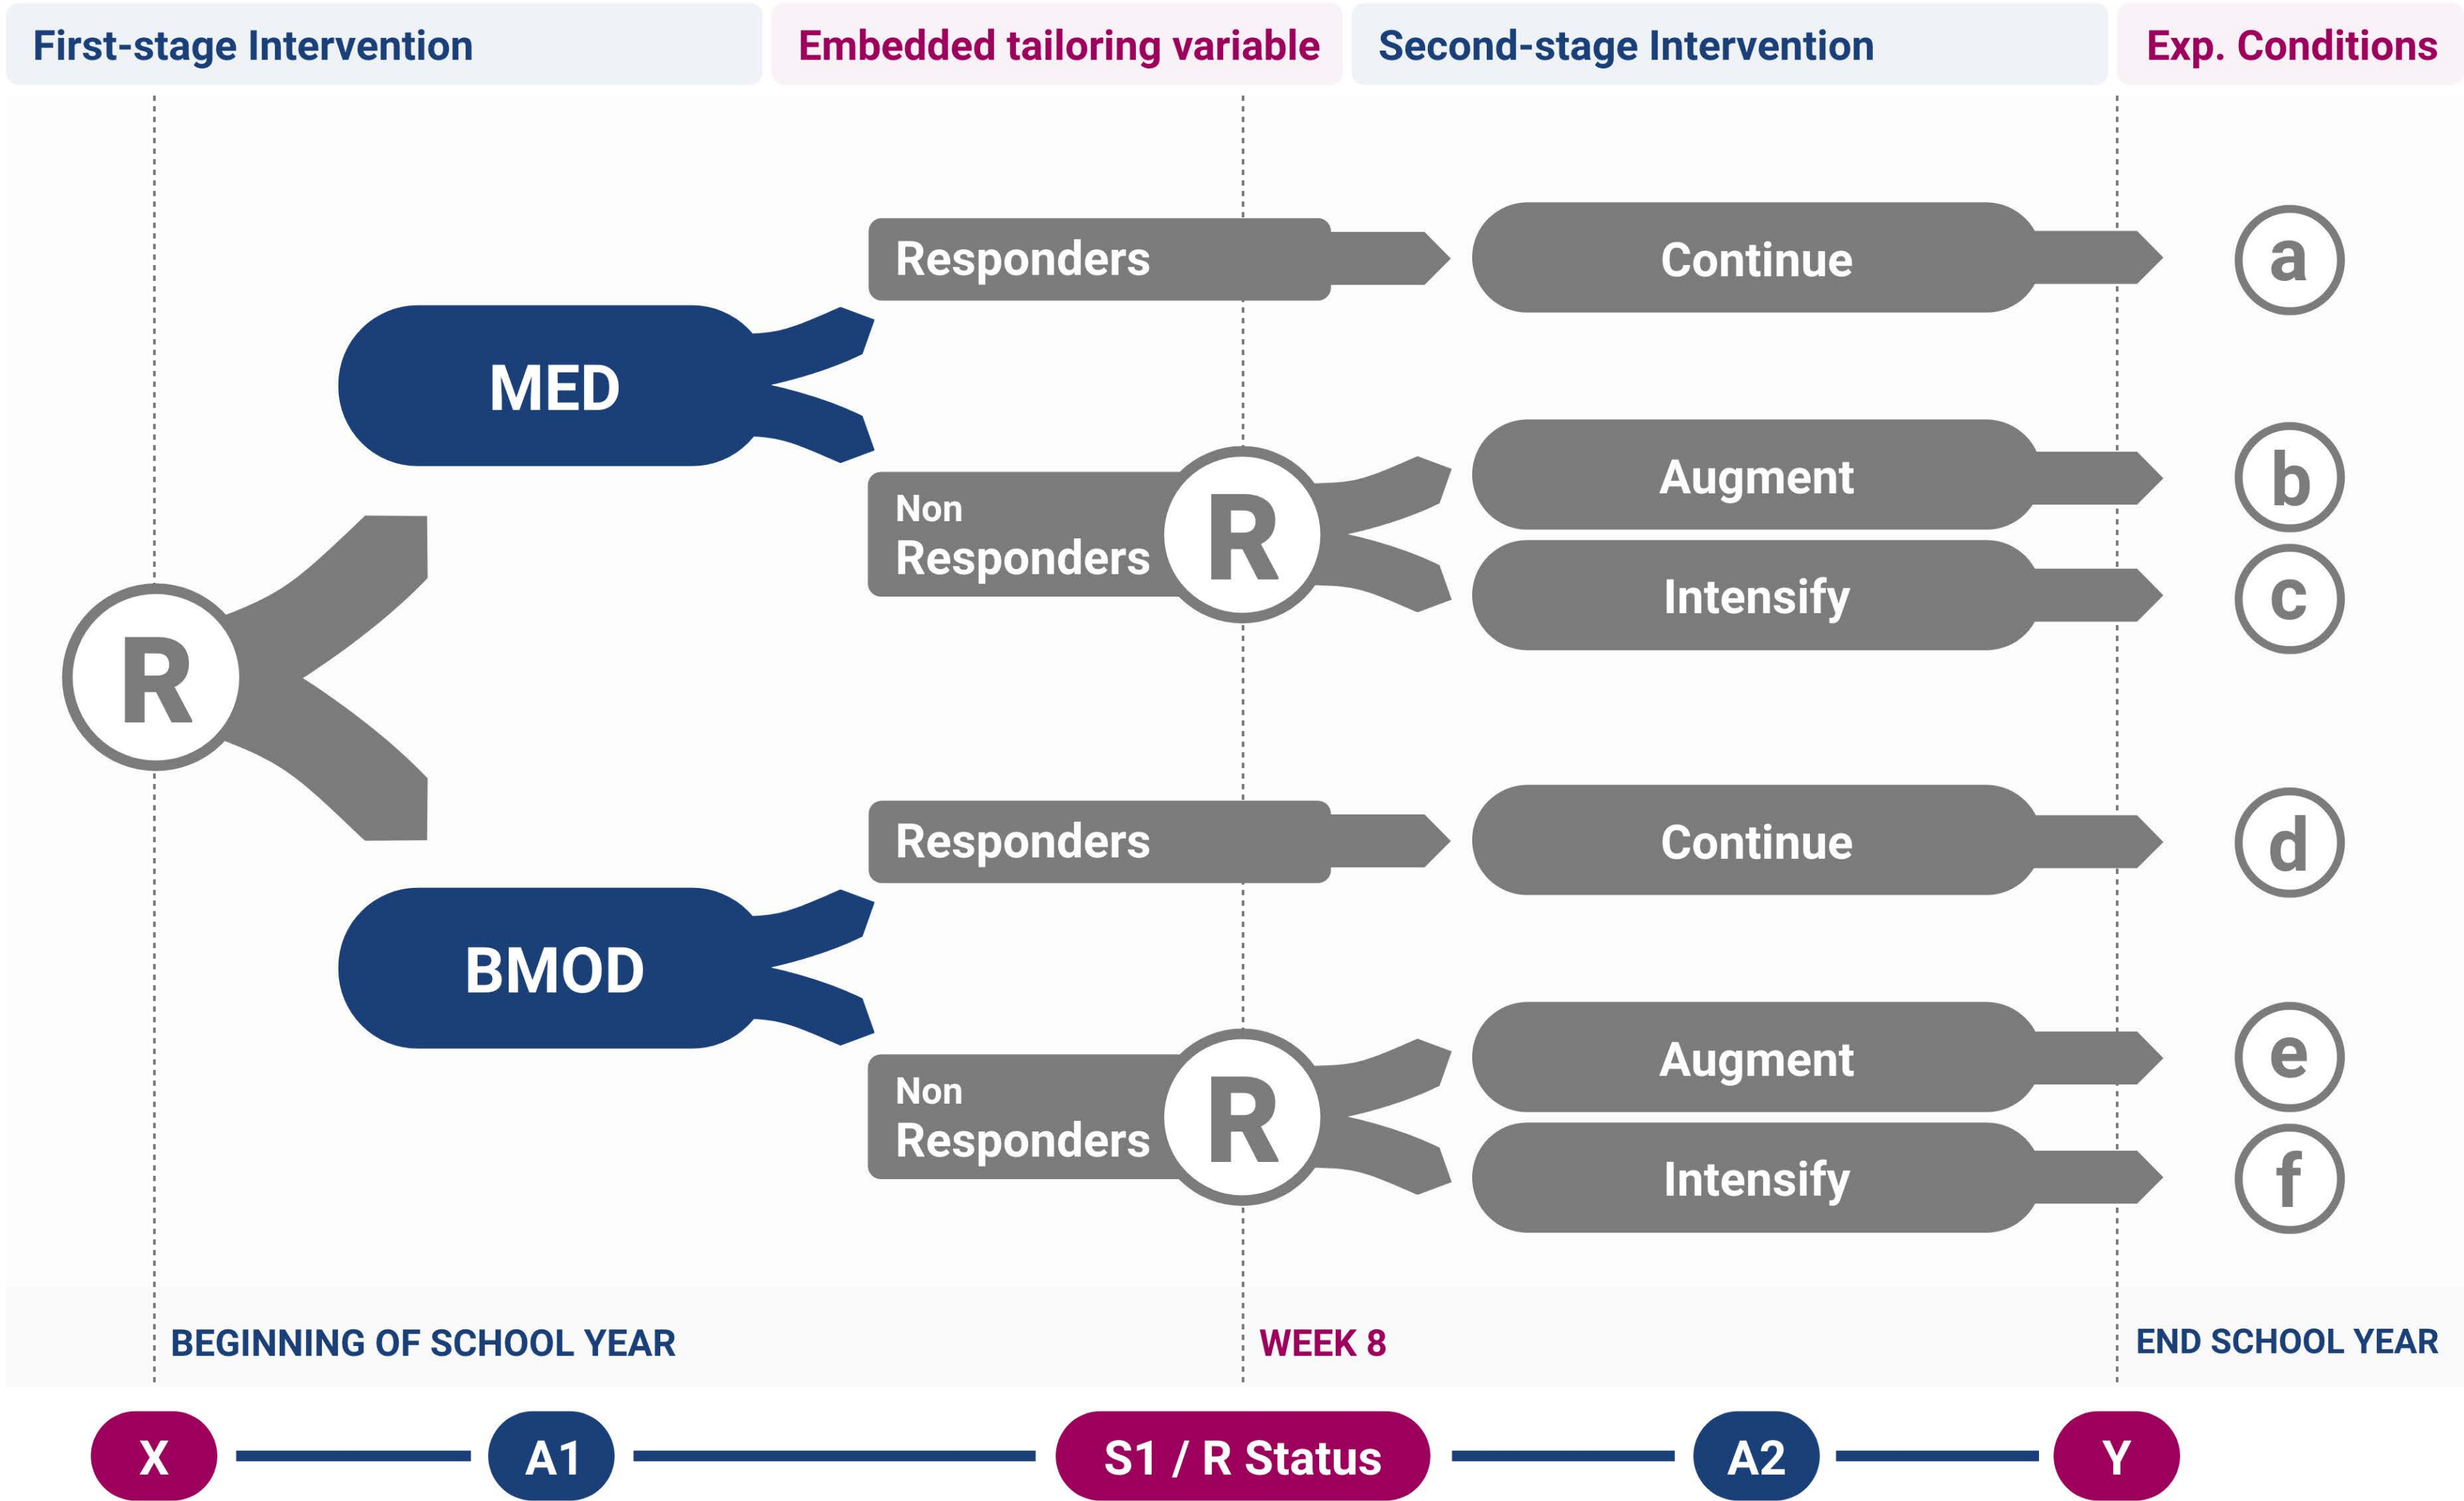 First-stage Intervention
Embedded tailoring variable
Second-stage Intervention
Exp. Conditions
Responders
Continue
a
MED
Non
Responders
R
Augment
b
Intensify
c
R
Responders
Continue
d
BMOD
Non
Responders
R
Augment
e
Intensify
f
BEGINNING OF SCHOOL YEAR
WEEK 8
END SCHOOL YEAR
X
A1
S1 / R Status
A2
Y